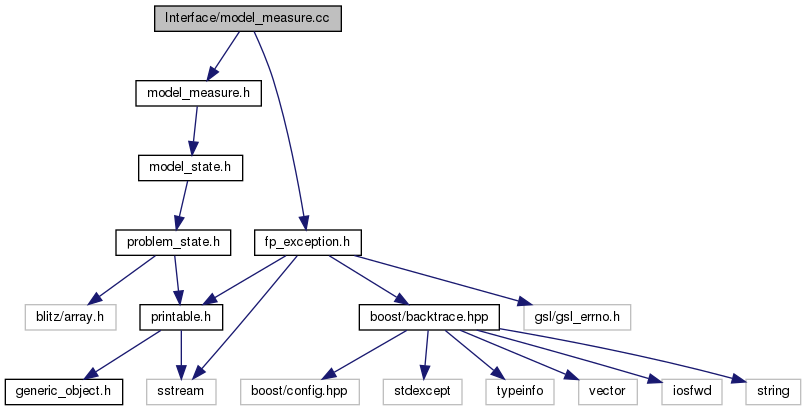 Interface/model_measure.cc
model_measure.h
model_state.h
problem_state.h
fp_exception.h
blitz/array.h
printable.h
boost/backtrace.hpp
gsl/gsl_errno.h
generic_object.h
sstream
boost/config.hpp
stdexcept
typeinfo
vector
iosfwd
string